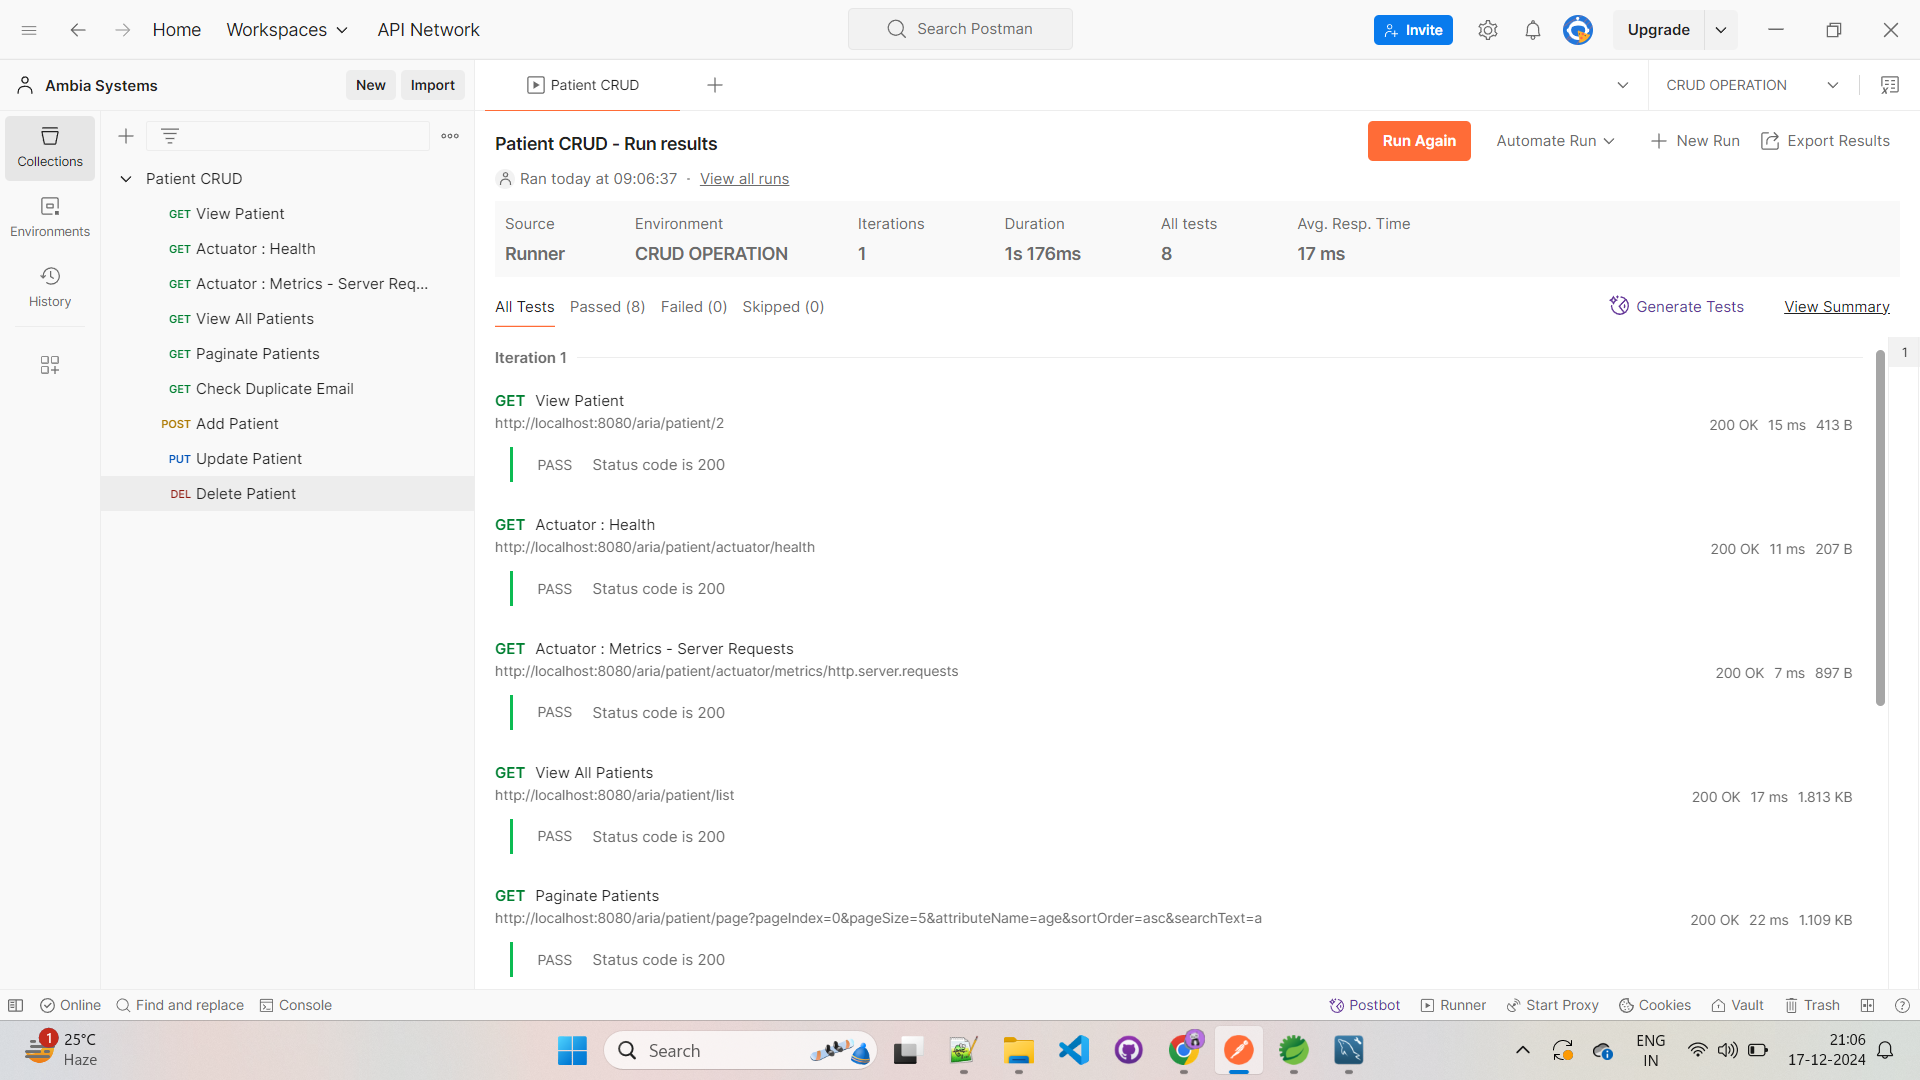 Home Workspaces API Network
Search Postman
Invite
Upgrade
Ambia Systems New Import
Patient CRUD
CRUD OPERATION
Collections
Environments
History
Patient CRUD
GET View Patient
GET Actuator : Health
GET Actuator : Metrics - Server Req...
GET View All Patients
GET Paginate Patients
GET Check Duplicate Email
POST Add Patient
PUT Update Patient
DEL Delete Patient
Patient CRUD - Run results
Run Again Automate Run New Run Export Results
Ran today at 09:06:37 · View all runs
Source Environment Iterations Duration All tests Avg. Resp. Time
Runner CRUD OPERATION 1 1s 176ms 8 17 ms
All Tests Passed (8) Failed (0) Skipped (0) Generate Tests View Summary
Iteration 1
1
GET View Patient
http://localhost:8080/aria/patient/2
200 OK 15 ms 413 B
PASS Status code is 200
GET Actuator : Health
http://localhost:8080/aria/patient/actuator/health
200 OK 11 ms 207 B
PASS Status code is 200
GET Actuator : Metrics - Server Requests
http://localhost:8080/aria/patient/actuator/metrics/http.server.requests
200 OK 7 ms 897 B
PASS Status code is 200
GET View All Patients
http://localhost:8080/aria/patient/list
200 OK 17 ms 1.813 KB
PASS Status code is 200
GET Paginate Patients
http://localhost:8080/aria/patient/page?pageIndex=0&pageSize=5&attributeName=age&sortOrder=asc&searchText=a
200 OK 22 ms 1.109 KB
PASS Status code is 200
Online Find and replace Console
Postbot Runner Start Proxy Cookies Vault Trash
1
25°C
Haze
Search
ENG
IN
21:06
17-12-2024